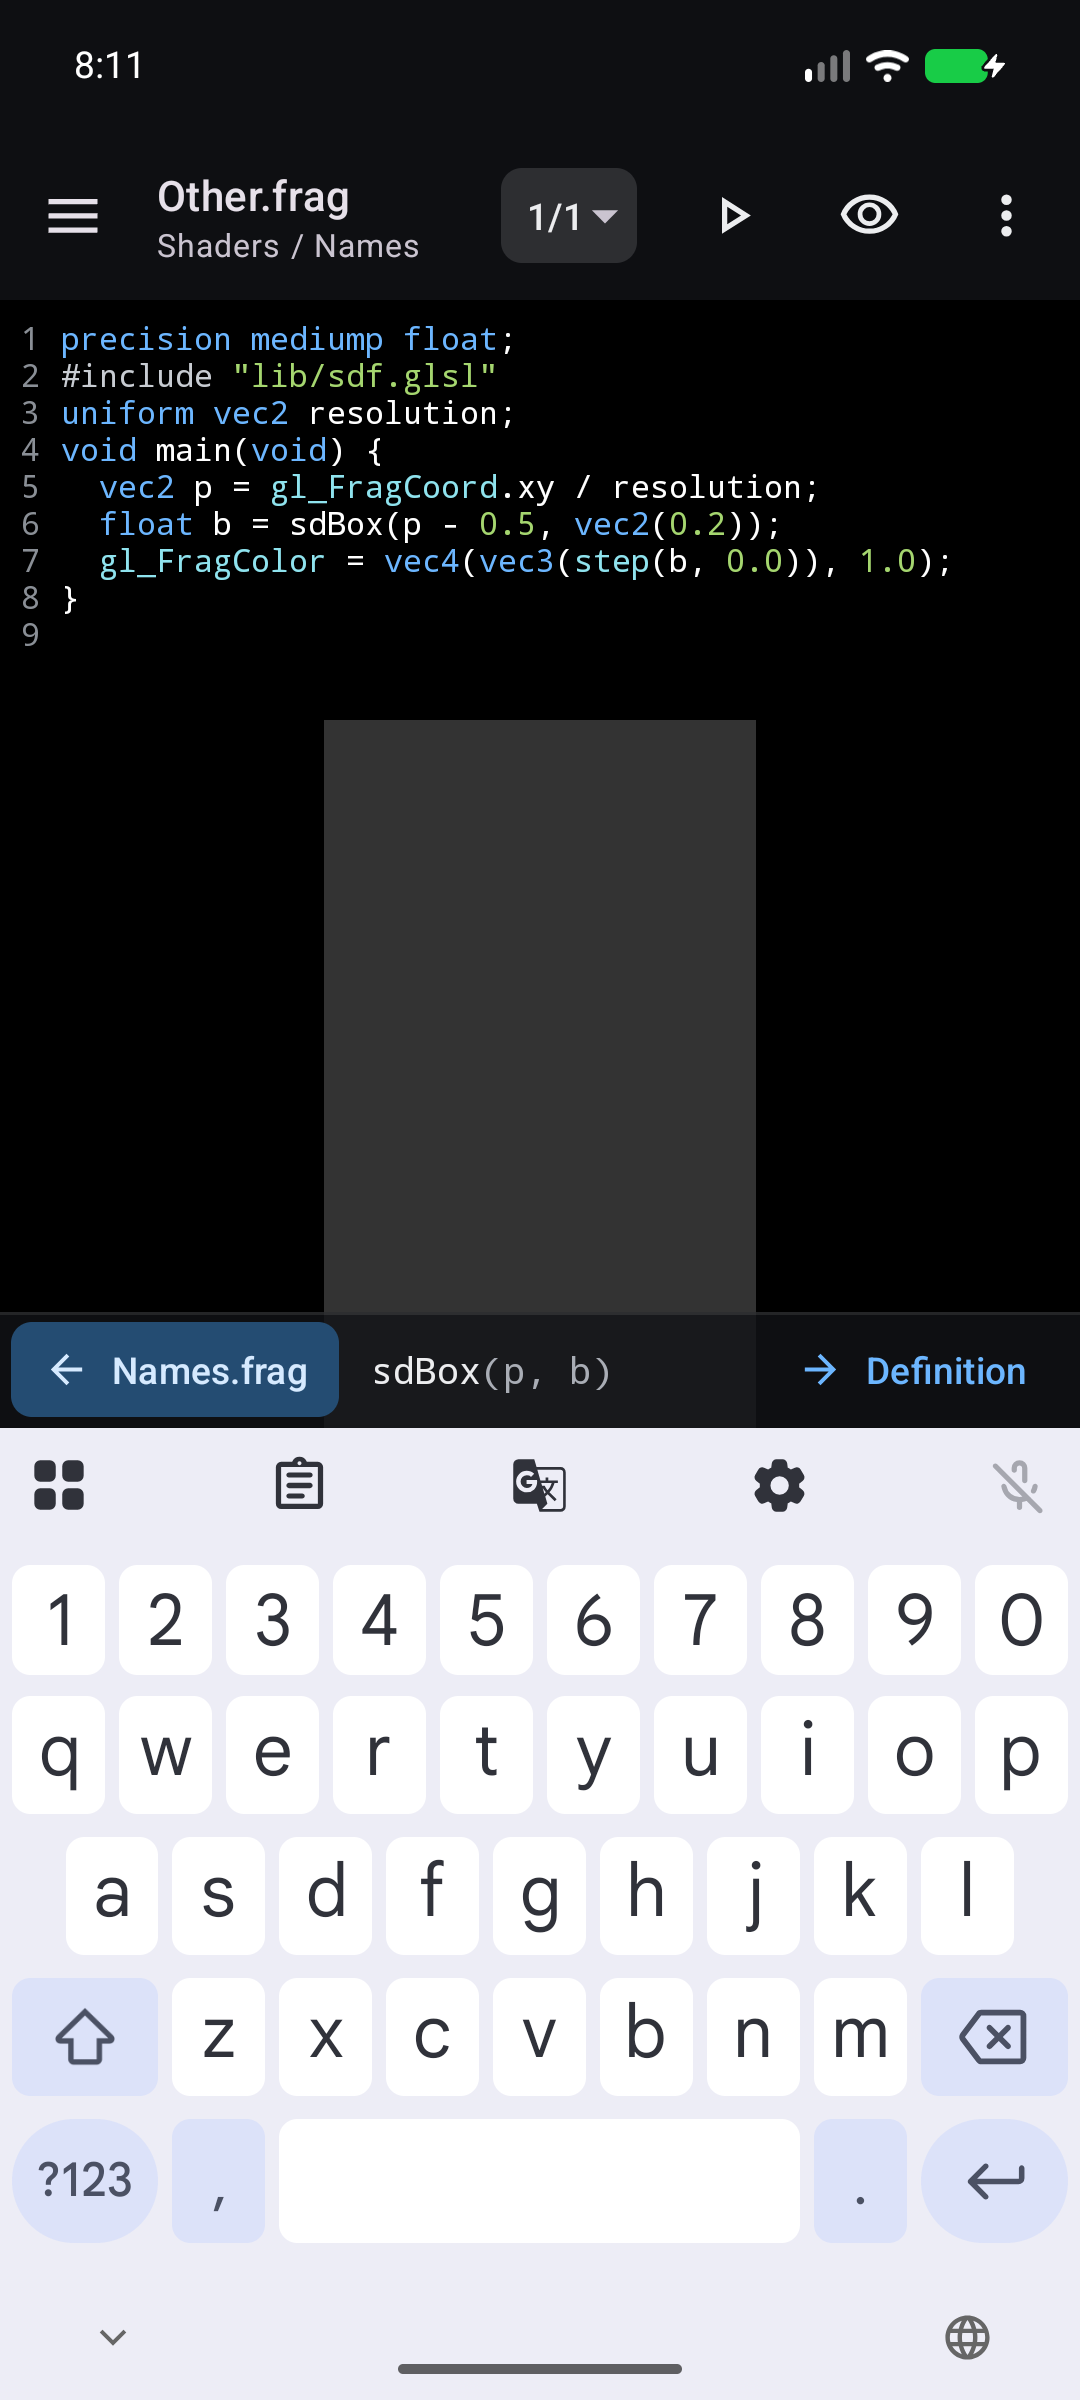 8:11
Other.frag
Shaders / Names
1/1
1 precision mediump float;
2 #include "lib/sdf.glsl"
3 uniform vec2 resolution;
4 void main(void) {
5   vec2 p = gl_FragCoord.xy / resolution;
6   float b = sdBox(p - 0.5, vec2(0.2));
7   gl_FragColor = vec4(vec3(step(b, 0.0)), 1.0);
8 }
9
Names.frag sdBox(p, b) Definition
G 文
1 2 3 4 5 6 7 8 9 0
q w e r t y u i o p
a s d f g h j k l
z x c v b n m
?123 , .